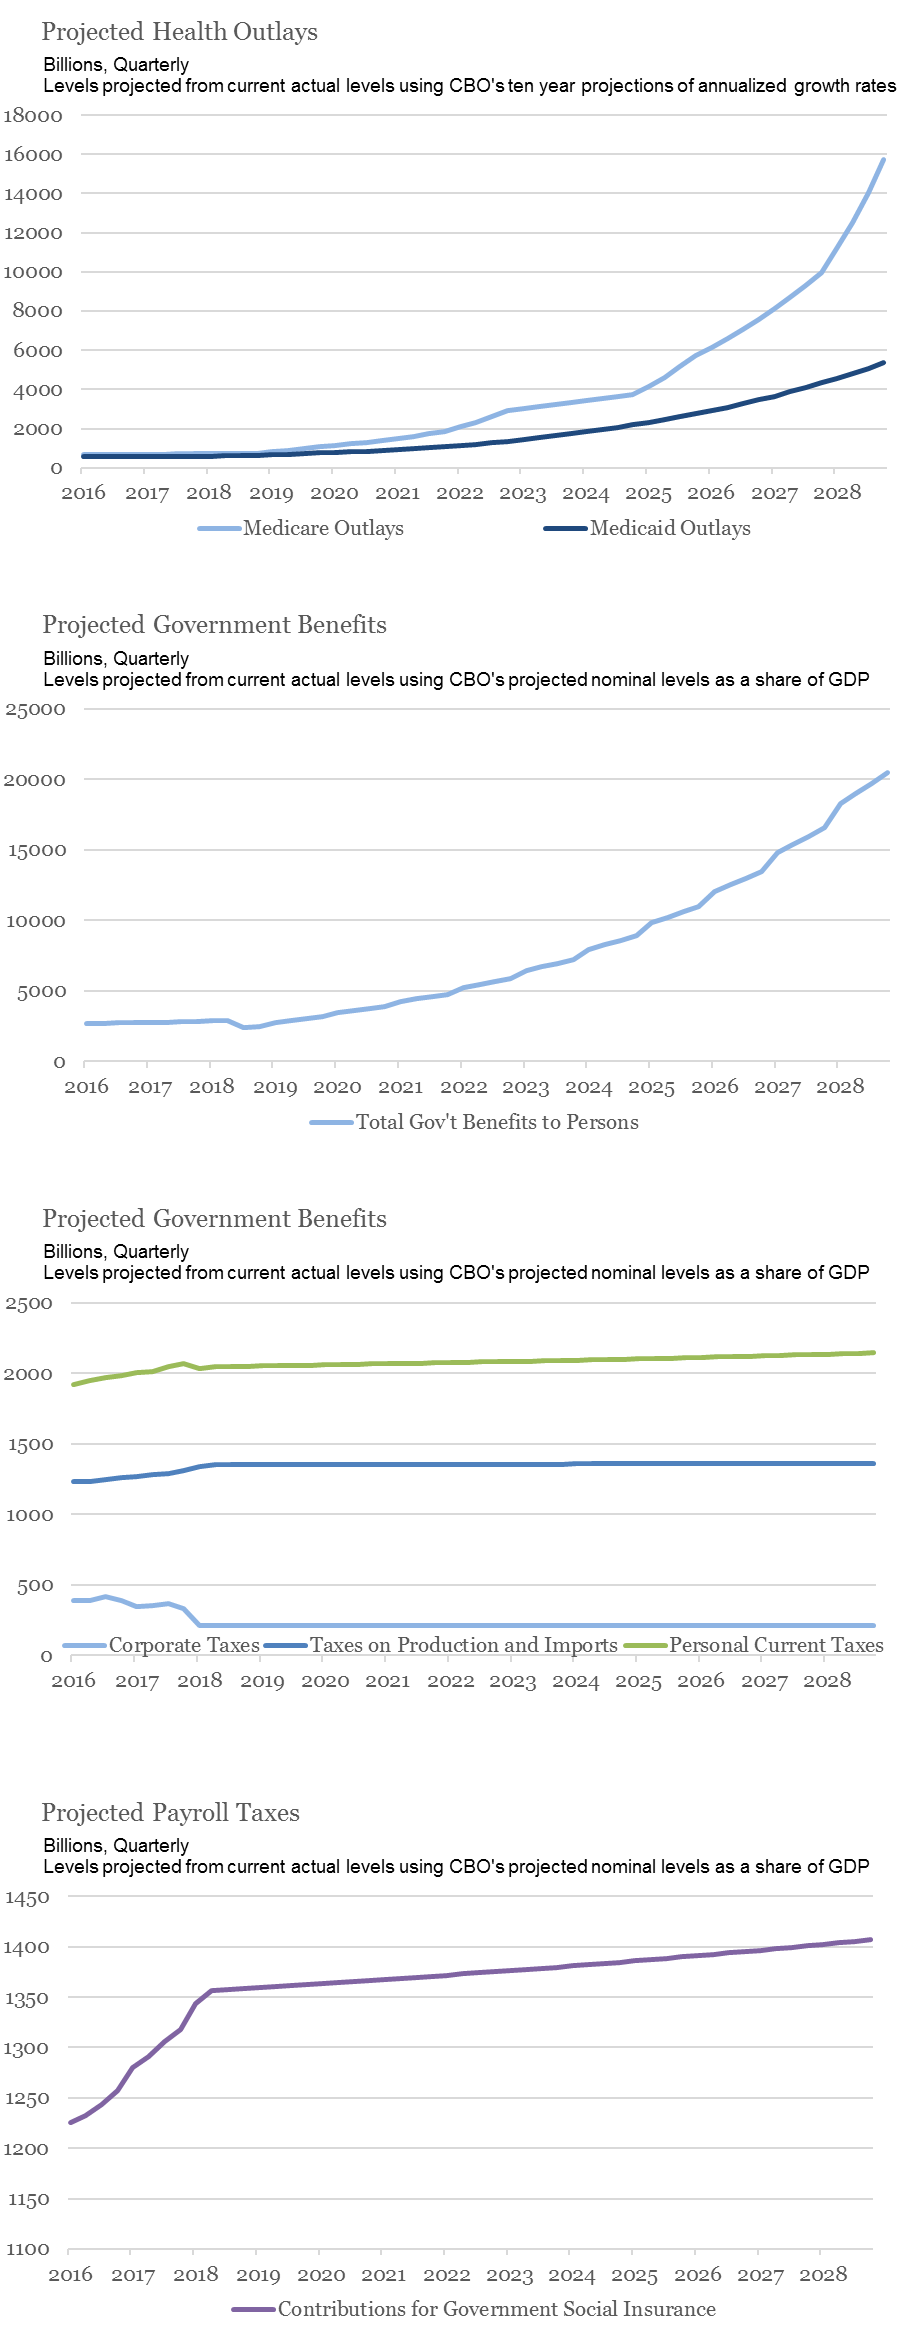 Projected Health Outlays
Billions, Quarterly
Levels projected from current actual levels using CBO's ten year projections of annualized growth rates
18000
16000
14000
12000
10000
8000
6000
4000
2000
0
2016 2017 2018 2019 2020 2021 2022 2023 2024 2025 2026 2027 2028
Medicare Outlays Medicaid Outlays
Projected Government Benefits
Billions, Quarterly
Levels projected from current actual levels using CBO's projected nominal levels as a share of GDP
25000
20000
15000
10000
5000
0
2016 2017 2018 2019 2020 2021 2022 2023 2024 2025 2026 2027 2028
Total Gov't Benefits to Persons
Projected Government Benefits
Billions, Quarterly
Levels projected from current actual levels using CBO's projected nominal levels as a share of GDP
2500
2000
1500
1000
500
Corporate Taxes Taxes on Production and Imports Personal Current Taxes
0
2016 2017 2018 2019 2020 2021 2022 2023 2024 2025 2026 2027 2028
Projected Payroll Taxes
Billions, Quarterly
Levels projected from current actual levels using CBO's projected nominal levels as a share of GDP
1450
1400
1350
1300
1250
1200
1150
1100
2016 2017 2018 2019 2020 2021 2022 2023 2024 2025 2026 2027 2028
Contributions for Government Social Insurance